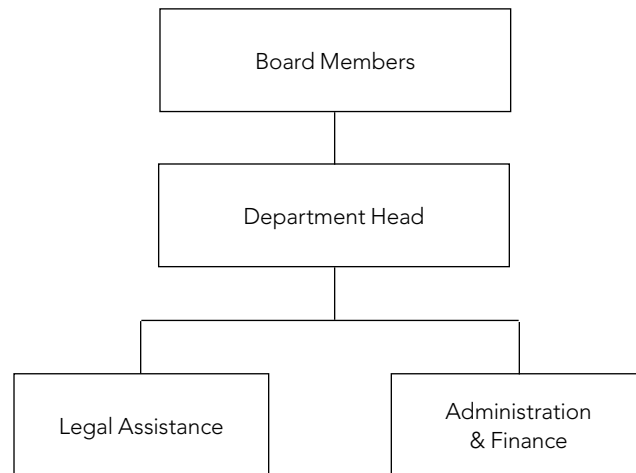 Board Members
Department Head
Legal Assistance
Administration
& Finance